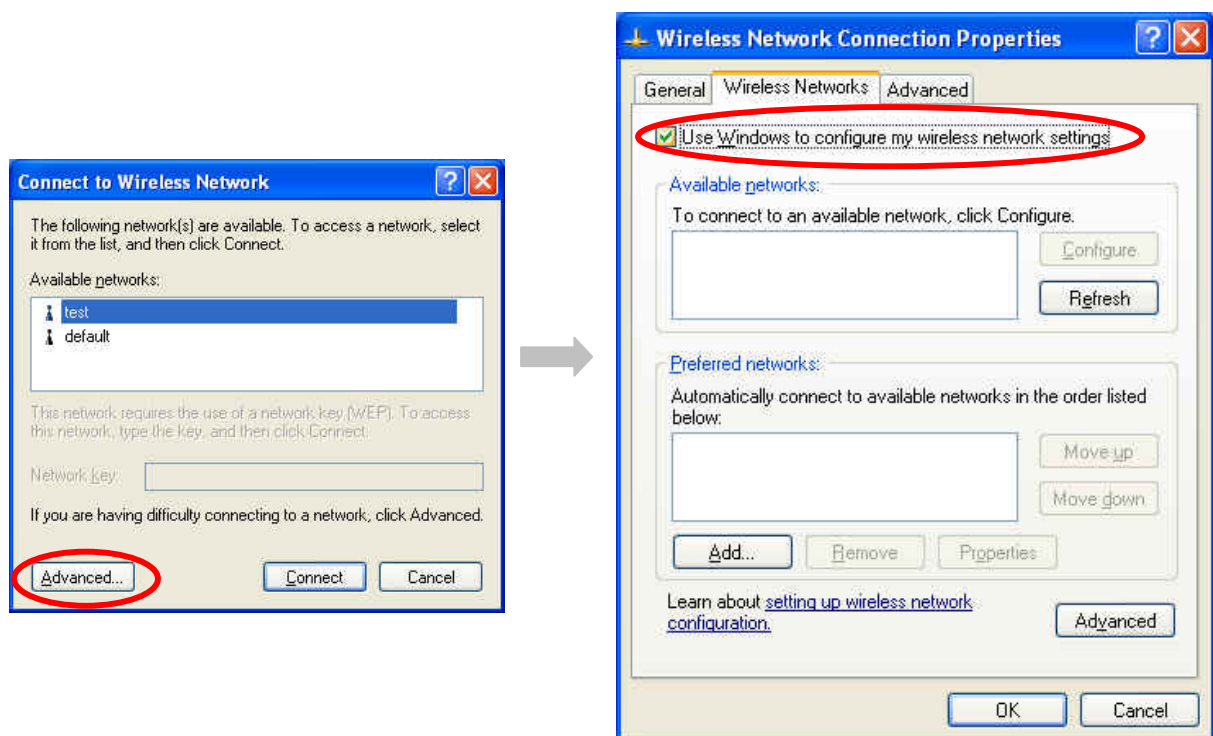 Connect to Wireless Network
The following network(s) are available. To access a network, select
it from the list, and then click Connect.
Available networks:
test
default
This network requires the use of a network key (WEP). To access
this network, type the key, and then click Connect.
Network key:
If you are having difficulty connecting to a network, click Advanced.
Advanced...
Connect
Cancel
Wireless Network Connection Properties
General
Wireless Networks
Advanced
Use Windows to configure my wireless network settings
Available networks:
To connect to an available network, click Configure.
Configure
Refresh
Preferred networks:
Automatically connect to available networks in the order listed
below:
Move up
Move down
Add...
Remove
Properties
Learn about setting up wireless network
configuration.
Advanced
OK
Cancel